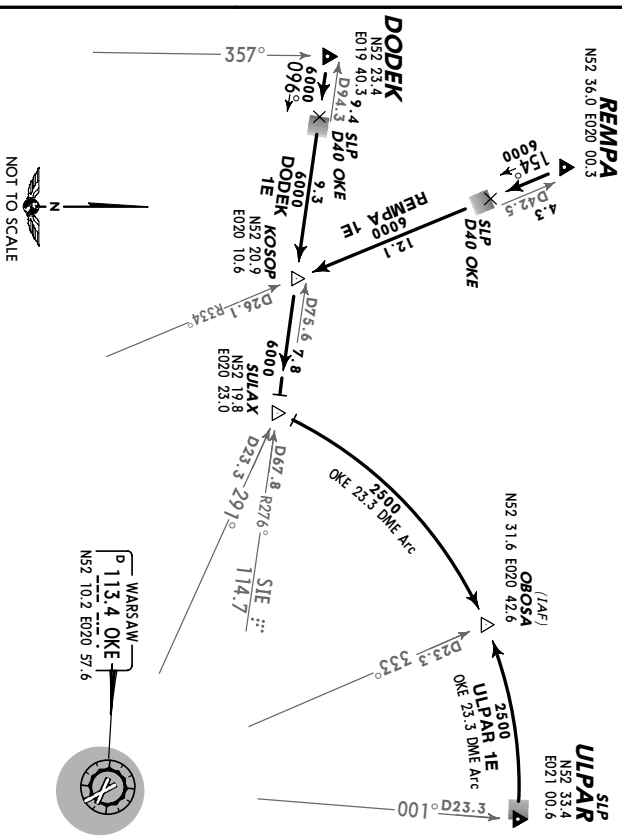 REMPA
N52 36.0 E020 00.3
154°
6000
4.3
D42.5
SLP
D40 OKE
REMPA 1E
6000
12.1
DODEK
N52 23.4
E019 40.3
357°
6000
096°
9.4
D94.3
SLP
D40 OKE
9.3
6000
DODEK
1E
KOSOP
N52 20.9
E020 10.6
D26.1 R334°
D75.6
7.8
6000
SULAX
N52 19.8
E020 23.0
D67.8 R276°
D23.3 291°
SIE
114.7
2500
OKE 23.3 DME Arc
(IAF)
OBOSA
N52 31.6 E020 42.6
D23.3 333°
2500
ULPAR 1E
OKE 23.3 DME Arc
SLP
ULPAR
N52 33.4
E021 00.6
001° D23.3
WARSAW
D 113.4 OKE
N52 10.2 E020 57.6
N
NOT TO SCALE